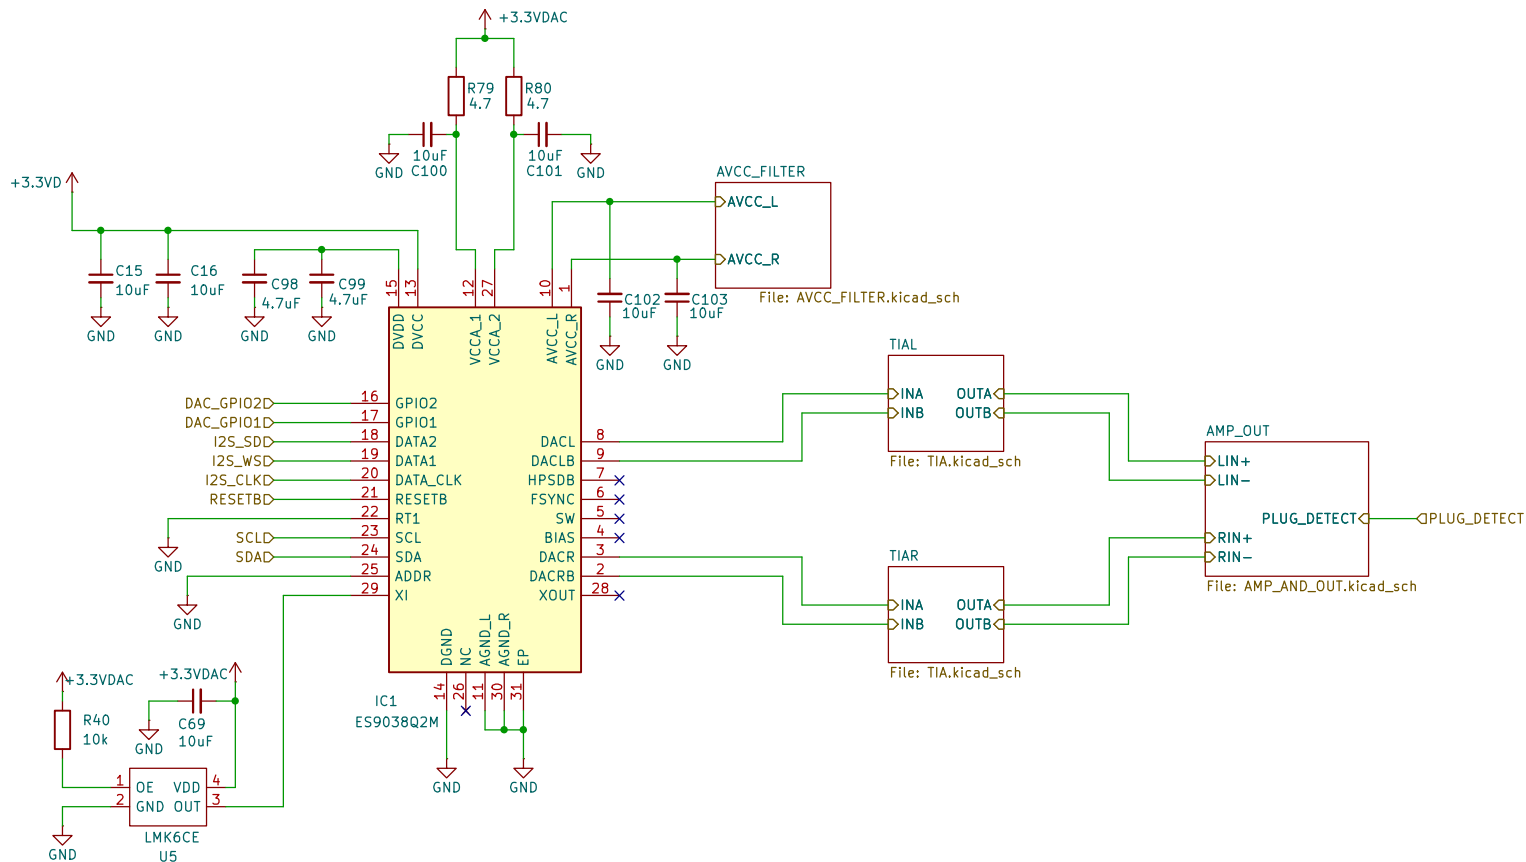 +3.3VDAC
R79
4.7
R80
4.7
10uF
C100
GND
10uF
C101
GND
+3.3VD
C15
10uF
GND
C16
10uF
GND
C98
4.7uF
GND
C99
4.7uF
GND
AVCC_FILTER
AVCC_L
AVCC_R
File: AVCC_FILTER.kicad_sch
C102
10uF
GND
C103
10uF
GND
15 13 12 27 10 1
DVDD DVCC VCCA_1 VCCA_2 AVCC_L AVCC_R
DAC_GPIO2 16 GPIO2
DAC_GPIO1 17 GPIO1
I2S_SD 18 DATA2
I2S_WS 19 DATA1
I2S_CLK 20 DATA_CLK
RESETB 21 RESETB
22 RT1
GND
SCL 23 SCL
SDA 24 SDA
25 ADDR
GND
29 XI
DACL 8
DACLB 9
HPSDB 7
FSYNC 6
SW 5
BIAS 4
DACR 3
DACRB 2
XOUT 28
DGND NC AGND_L AGND_R EP
14 26 11 30 31
GND
GND
IC1
ES9038Q2M
TIAL
INA OUTA
INB OUTB
File: TIA.kicad_sch
TIAR
INA OUTA
INB OUTB
File: TIA.kicad_sch
AMP_OUT
LIN+
LIN-
PLUG_DETECT
RIN+
RIN-
File: AMP_AND_OUT.kicad_sch
PLUG_DETECT
+3.3VDAC
R40
10k
+3.3VDAC
C69
10uF
GND
1 OE VDD 4
2 GND OUT 3
LMK6CE
U5
GND